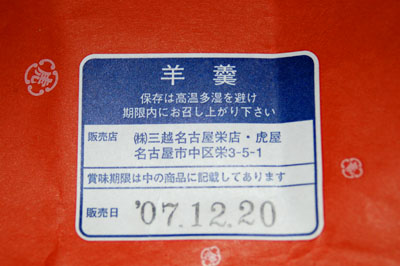 羊羹
保存は高温多湿を避け
期限内にお召し上がり下さい
販売店 ㈱三越名古屋栄店・虎屋
名古屋市中区栄3-5-1
賞味期限は中の商品に記載してあります
販売日 '07.12.20
虎